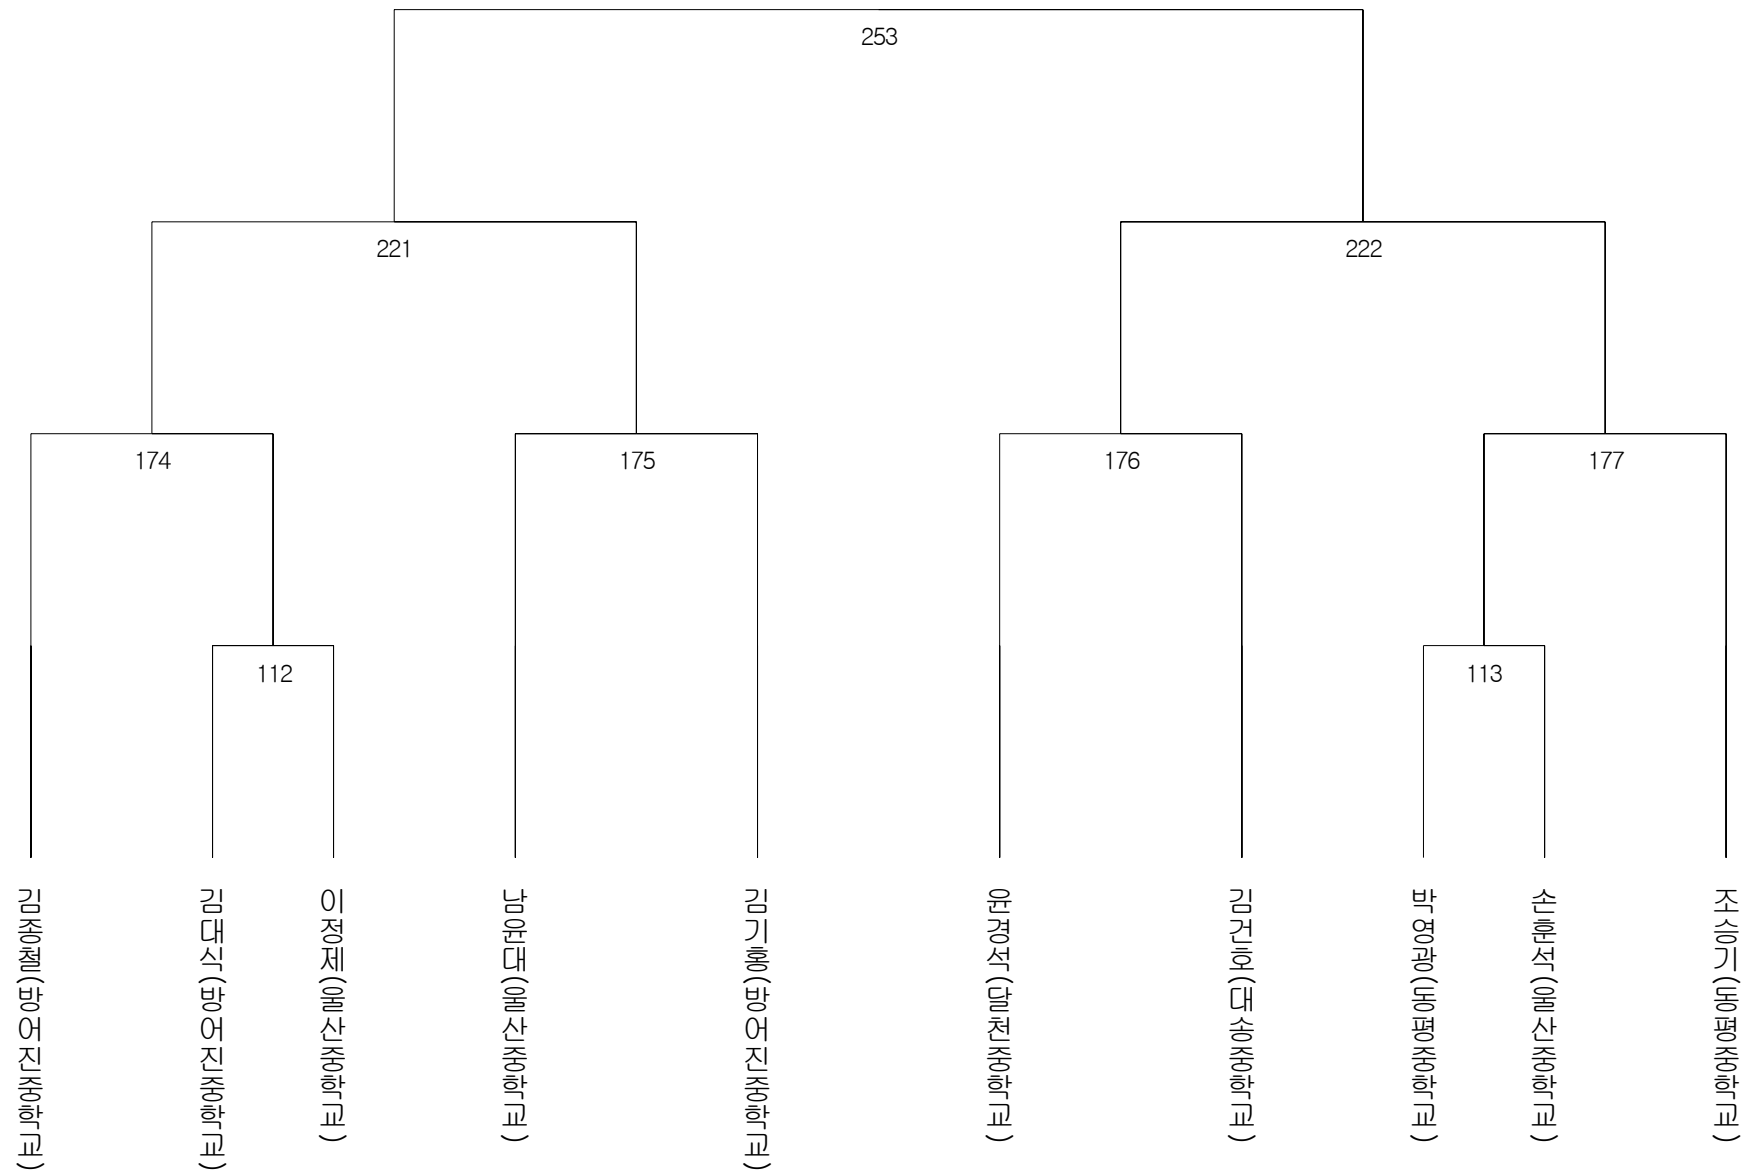 253
221
222
174
175
176
177
112
113
김종철(방어진중학교)
김대식(방어진중학교)
이정제(울산중학교)
남윤대(울산중학교)
김기홍(방어진중학교)
윤경석(달천중학교)
김건호(대송중학교)
박영광(동평중학교)
손훈석(울산중학교)
조승기(동평중학교)